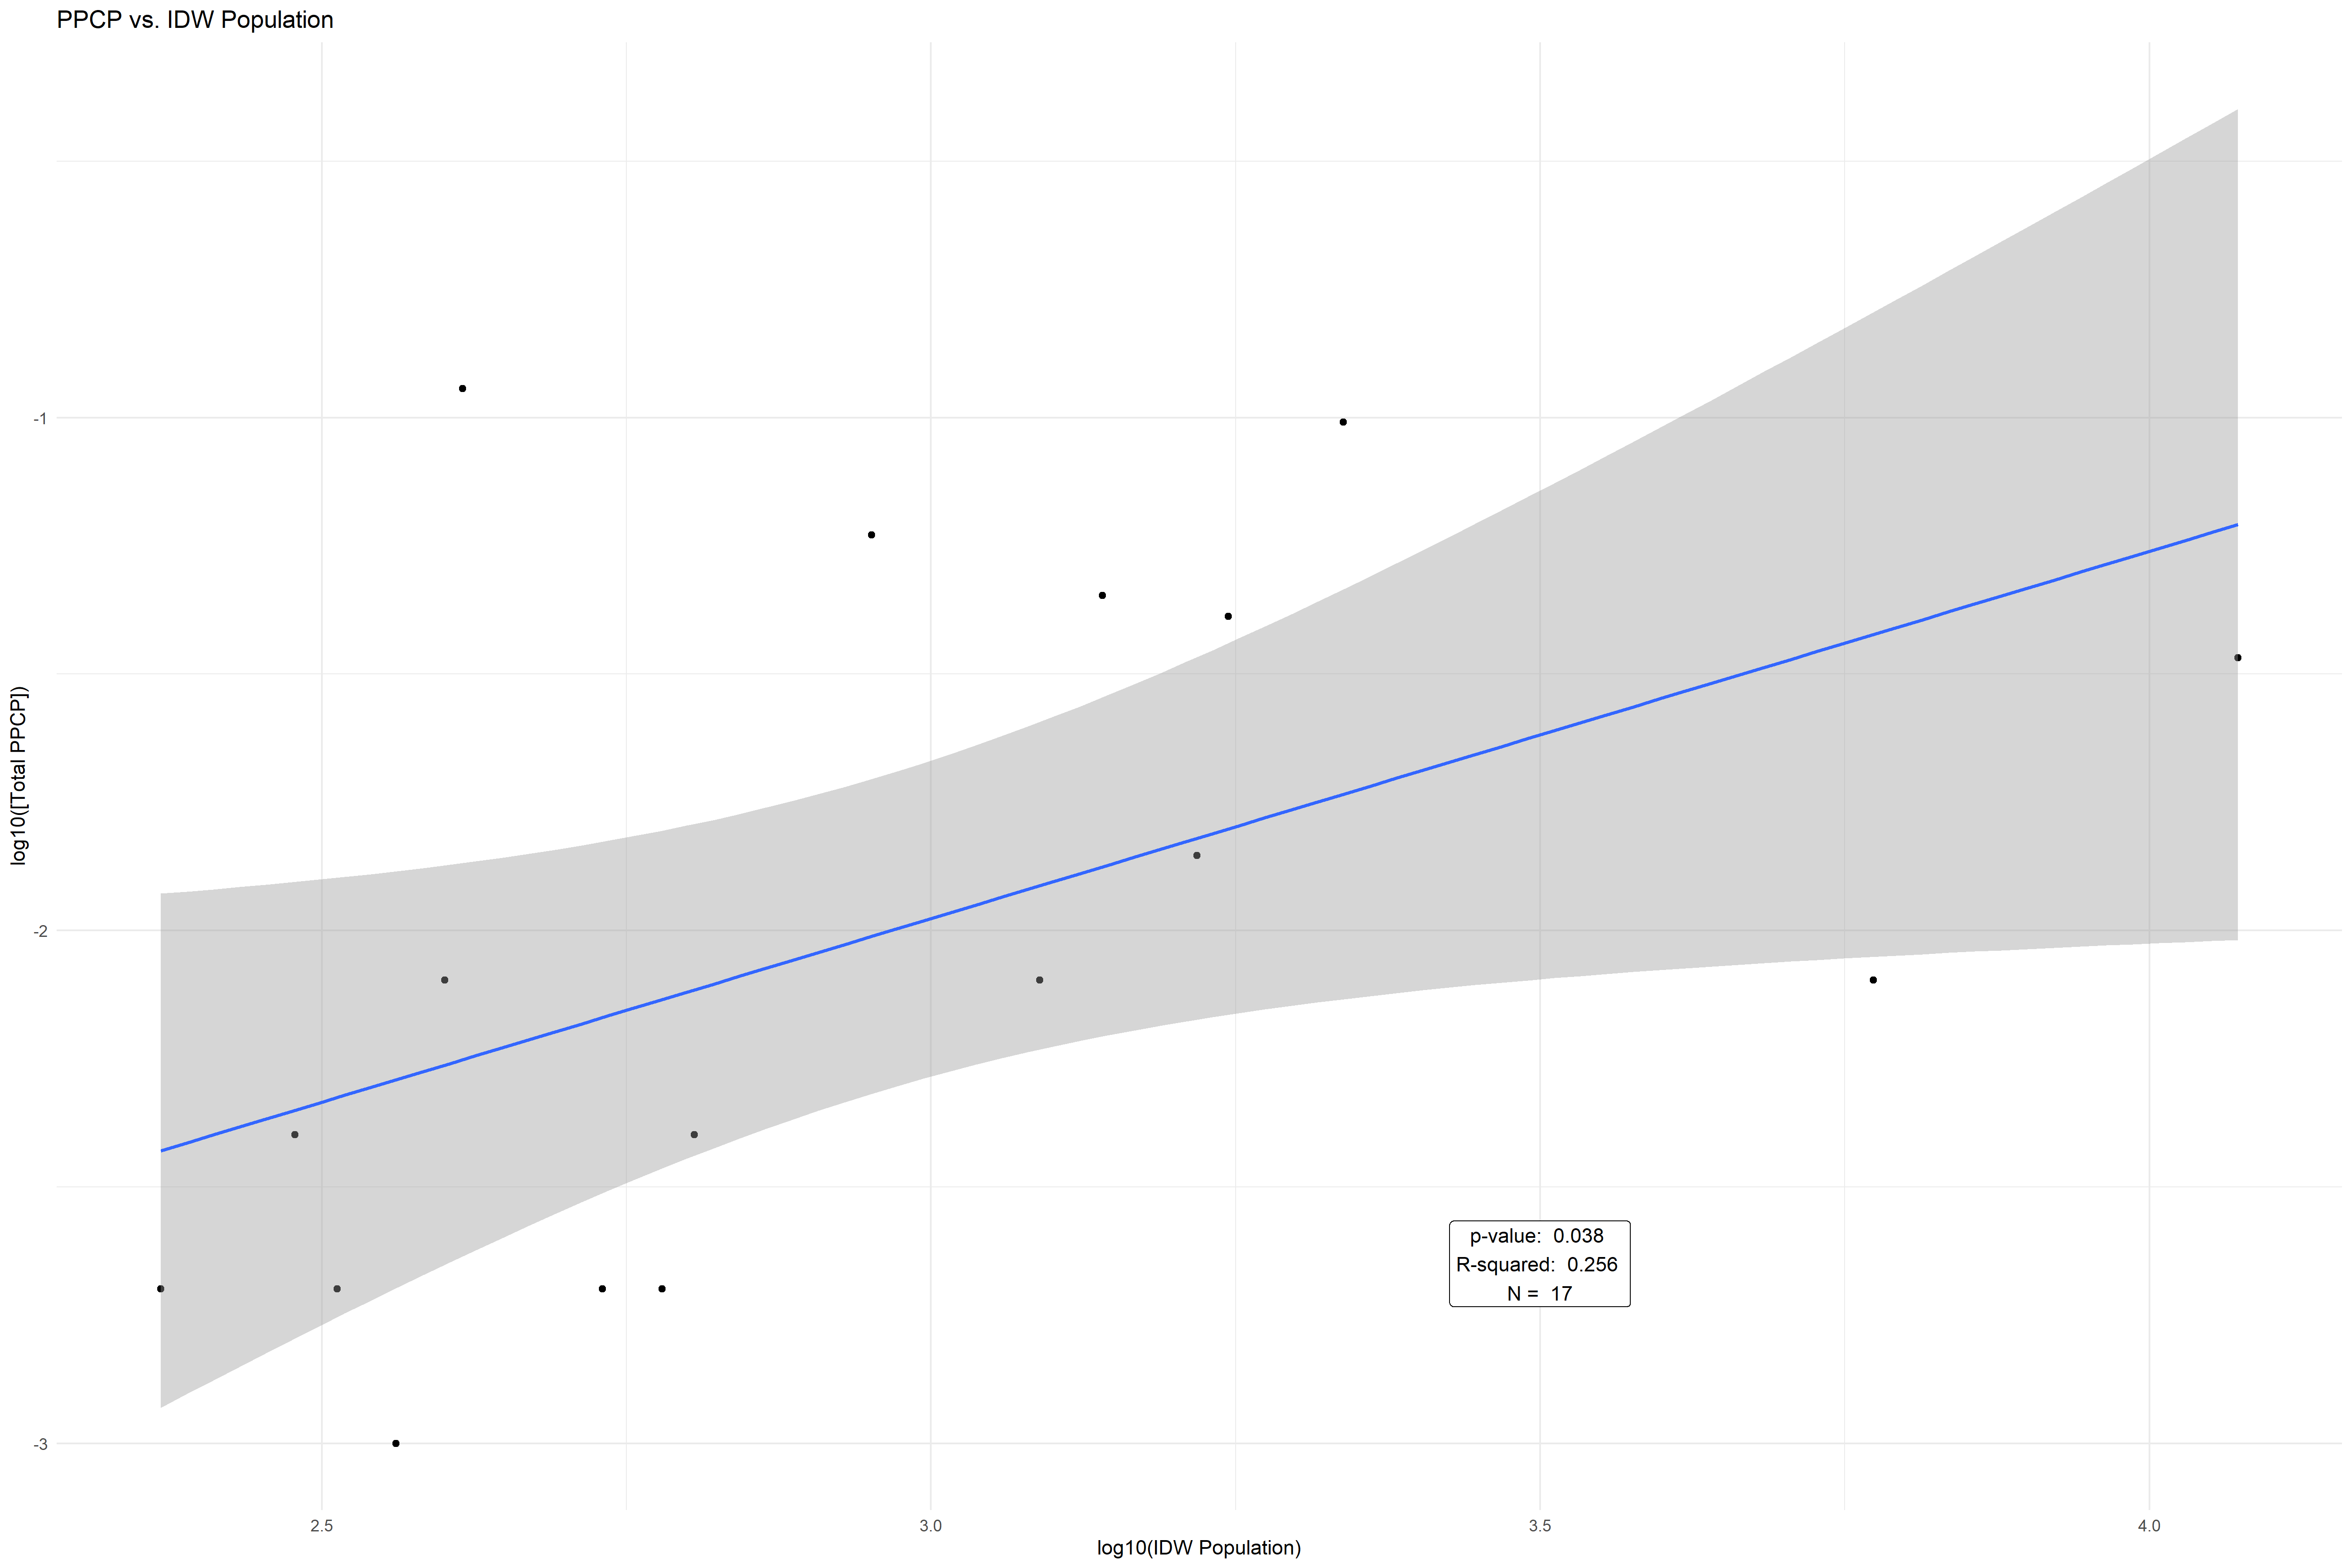 PPCP vs. IDW Population
log10([Total PPCP])
-1
-2
-3
p-value:  0.038
R-squared:  0.256
N =  17
2.5
3.0
3.5
4.0
log10(IDW Population)